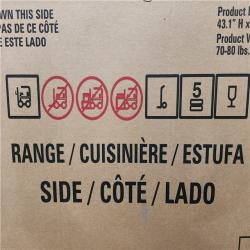 WN THIS SIDE
PAS DE CE CÔTÉ
E ESTE LADO
Product
43.1" H x
Product
70-80 lbs.
5
RANGE / CUISINIÈRE / ESTUFA
SIDE / CÔTÉ / LADO